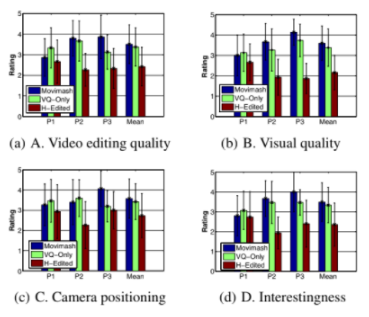 5
4
3
2
1
0
Rating
P1 P2 P3 Mean
Movimash
VQ-Only
H-Edited
(a) A. Video editing quality
5
4
3
2
1
0
Rating
P1 P2 P3 Mean
Movimash
VQ-Only
H-Edited
(b) B. Visual quality
5
4
3
2
1
0
Rating
P1 P2 P3 Mean
Movimash
VQ-Only
H-Edited
(c) C. Camera positioning
5
4
3
2
1
0
Rating
P1 P2 P3 Mean
Movimash
VQ-Only
H-Edited
(d) D. Interestingness